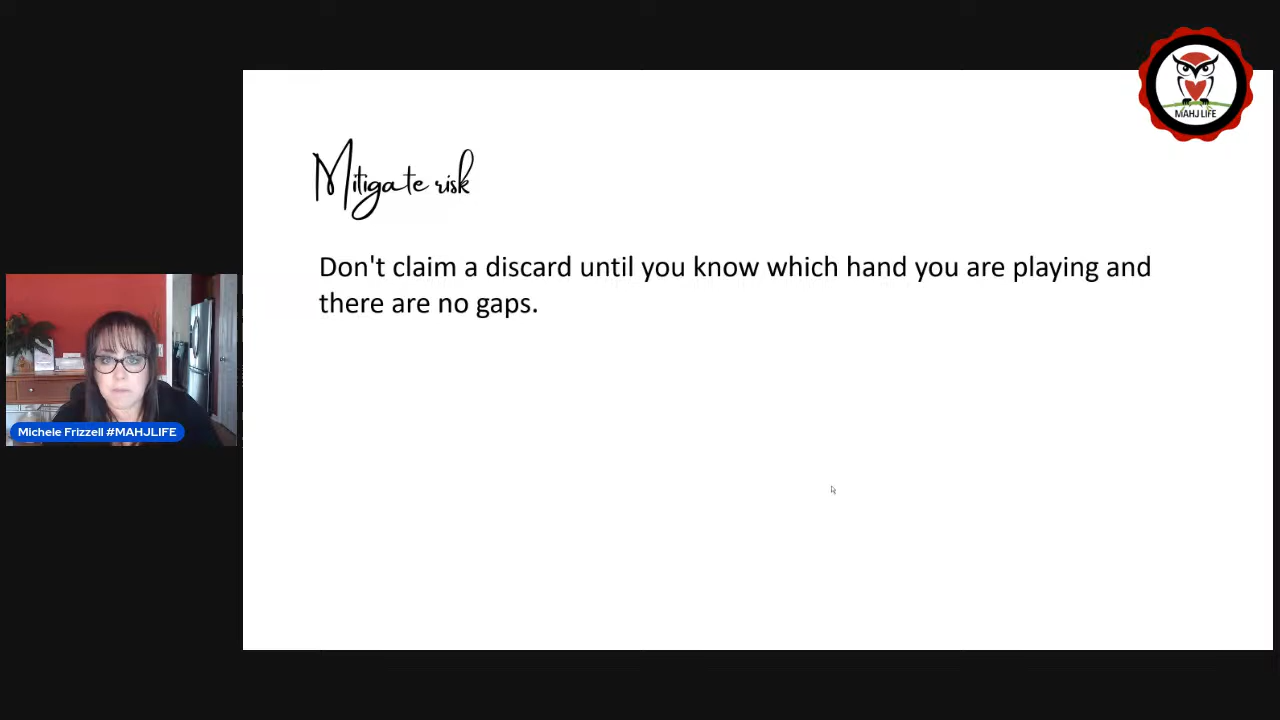 MAHJ LIFE
Mitigate risk
Don't claim a discard until you know which hand you are playing and
there are no gaps.
Michele Frizzell #MAHJLIFE